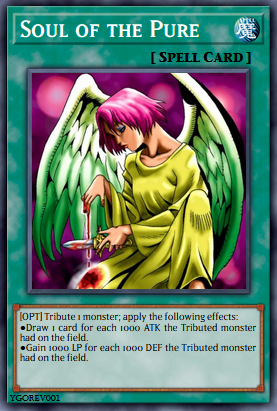 SOUL OF THE PURE
魔
[ SPELL CARD ]
[OPT] Tribute 1 monster; apply the following effects:
●Draw 1 card for each 1000 ATK the Tributed monster
had on the field.
●Gain 1000 LP for each 1000 DEF the Tributed monster
had on the field.
YGOREV001